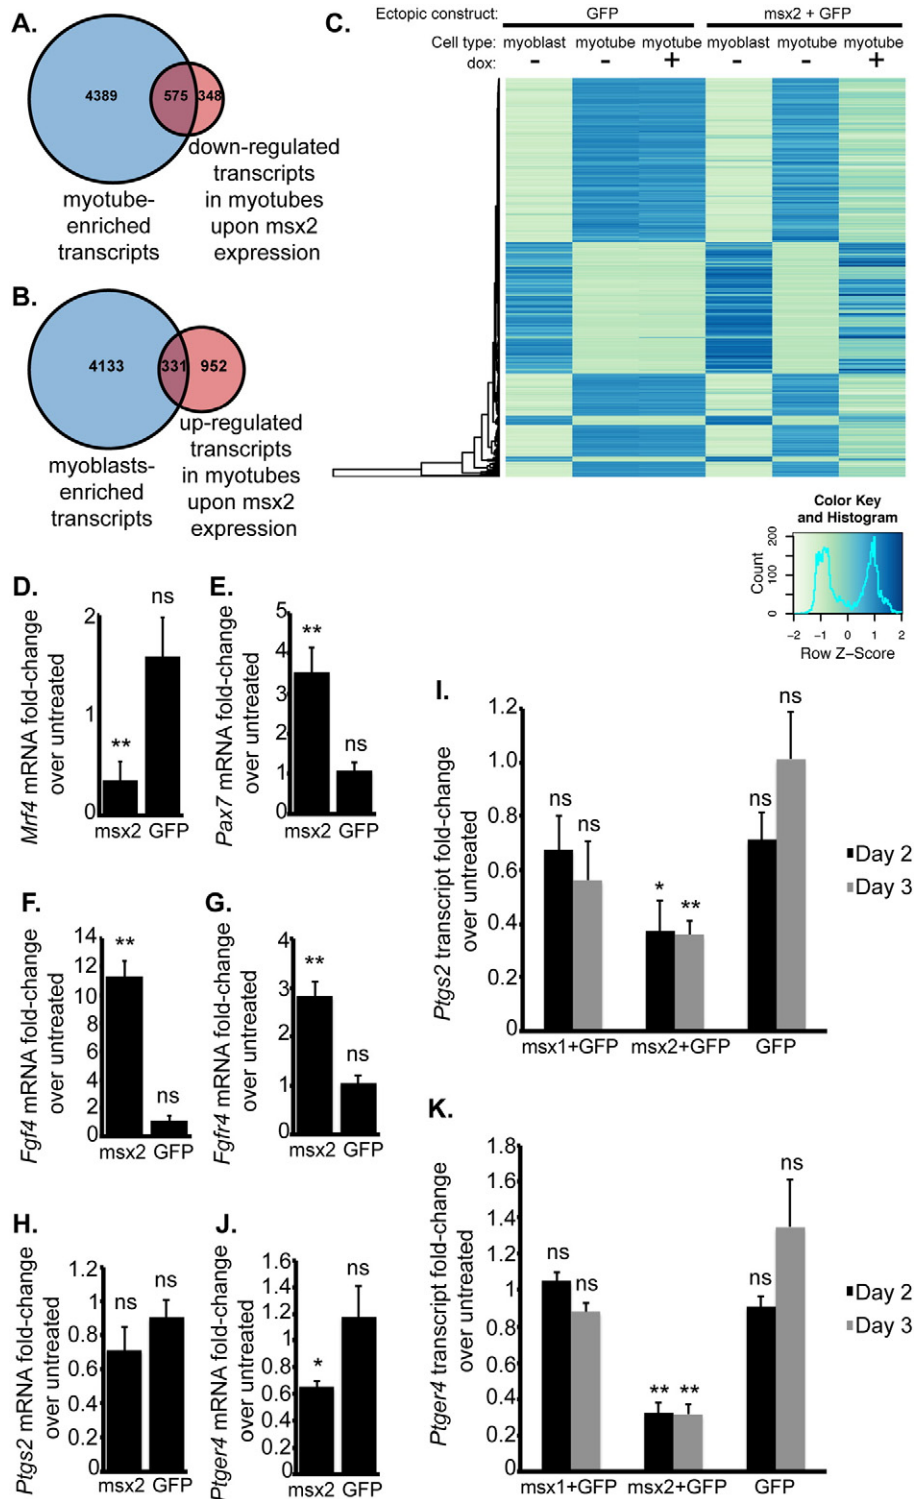 A.
4389
575
348
myotube-
enriched
transcripts
down-regulated
transcripts
in myotubes
upon msx2
expression
B.
4133
331
952
myoblasts-
enriched
transcripts
up-regulated
transcripts
in myotubes
upon msx2
expression
C.
Ectopic construct: GFP msx2 + GFP
Cell type: myoblast myotube myotube myoblast myotube myotube
dox: - - + - - +
Color Key
and Histogram
Count
0 100 200
-2 -1 0 1 2
Row Z-Score
D.
Mrf4 mRNA fold-change
over untreated
2
1
0
**
ns
msx2 GFP
E.
Pax7 mRNA fold-change
over untreated
5
4
3
2
1
0
**
ns
msx2 GFP
F.
Fgf4 mRNA fold-change
over untreated
14
12
10
8
6
4
2
0
**
ns
msx2 GFP
G.
Fgfr4 mRNA fold-change
over untreated
4
3
2
1
0
**
ns
msx2 GFP
H.
Ptgs2 mRNA fold-change
over untreated
1.2
1
0.8
0.6
0.4
0.2
0
ns
ns
msx2 GFP
J.
Ptger4 mRNA fold-change
over untreated
1.6
1.4
1.2
1
0.8
0.6
0.4
0.2
0
*
ns
msx2 GFP
I.
Ptgs2 transcript fold-change
over untreated
1.2
1.0
0.8
0.6
0.4
0.2
0
ns
ns
*
**
ns
ns
msx1+GFP msx2+GFP GFP
Day 2
Day 3
K.
Ptger4 transcript fold-change
over untreated
1.8
1.6
1.4
1.2
1
0.8
0.6
0.4
0.2
0
ns
ns
**
**
ns
ns
msx1+GFP msx2+GFP GFP
Day 2
Day 3